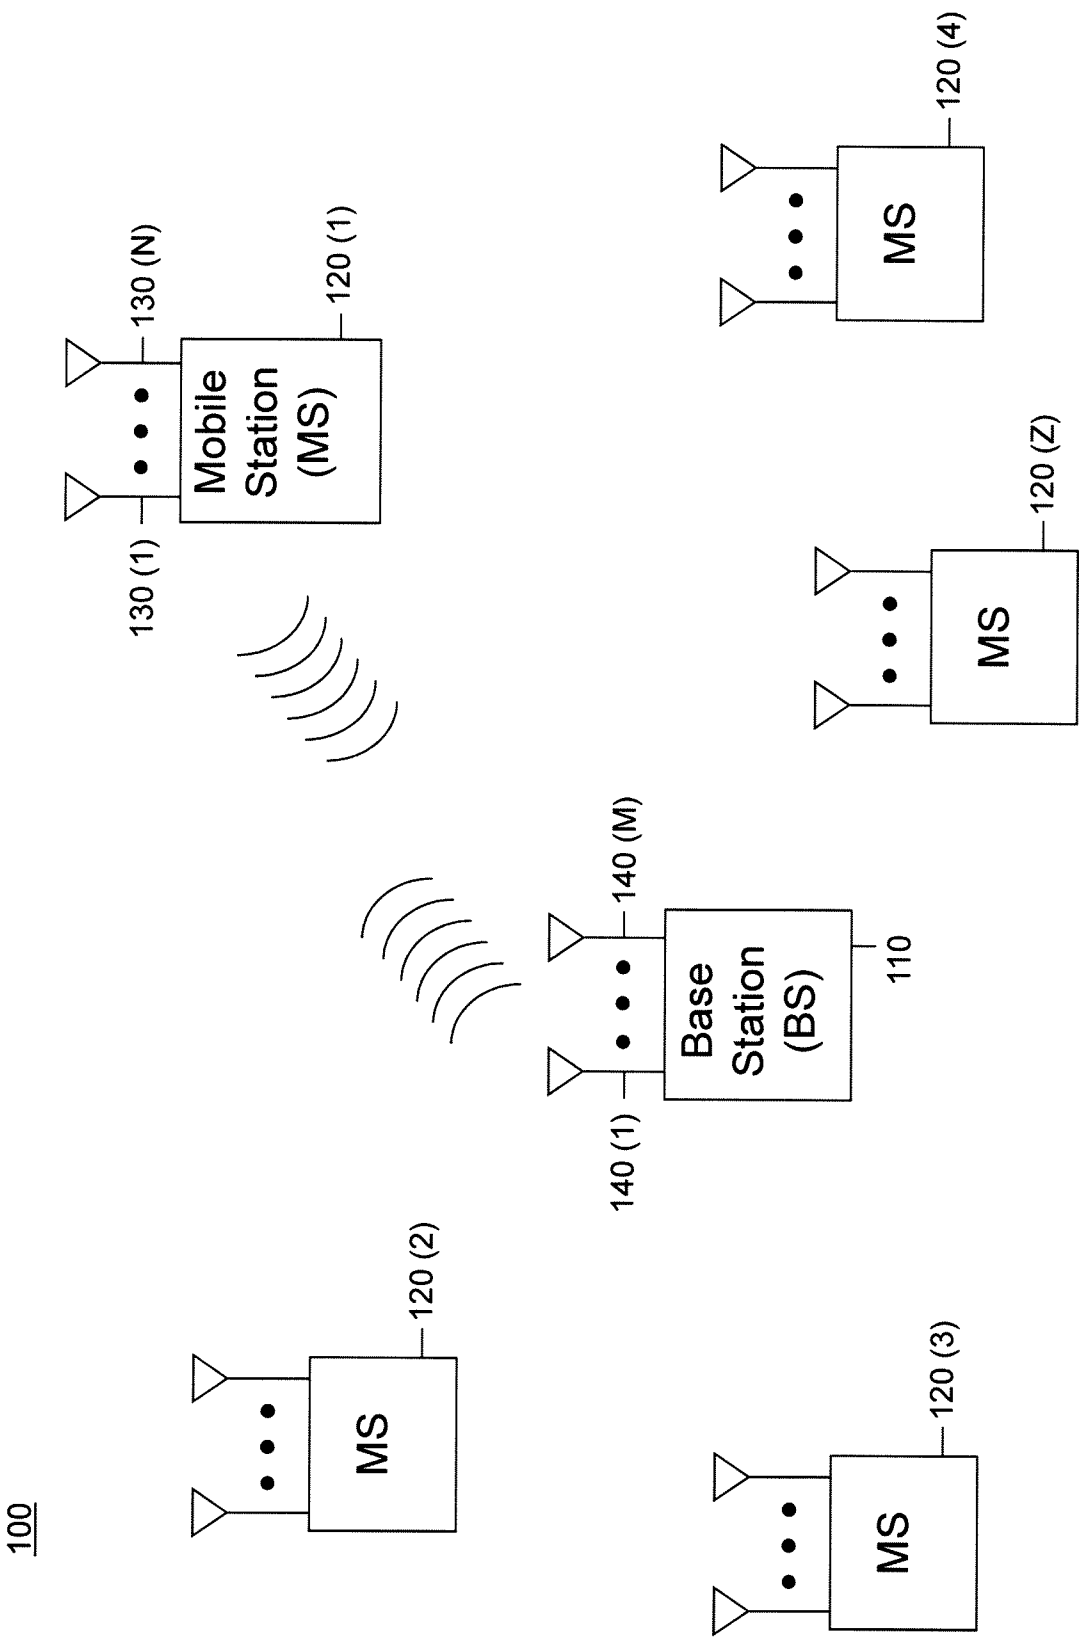 100
130 (1)
130 (N)
Mobile
Station
(MS)
120 (1)
MS
120 (2)
140 (1)
140 (M)
Base
Station
(BS)
110
MS
120 (4)
MS
120 (Z)
MS
120 (3)